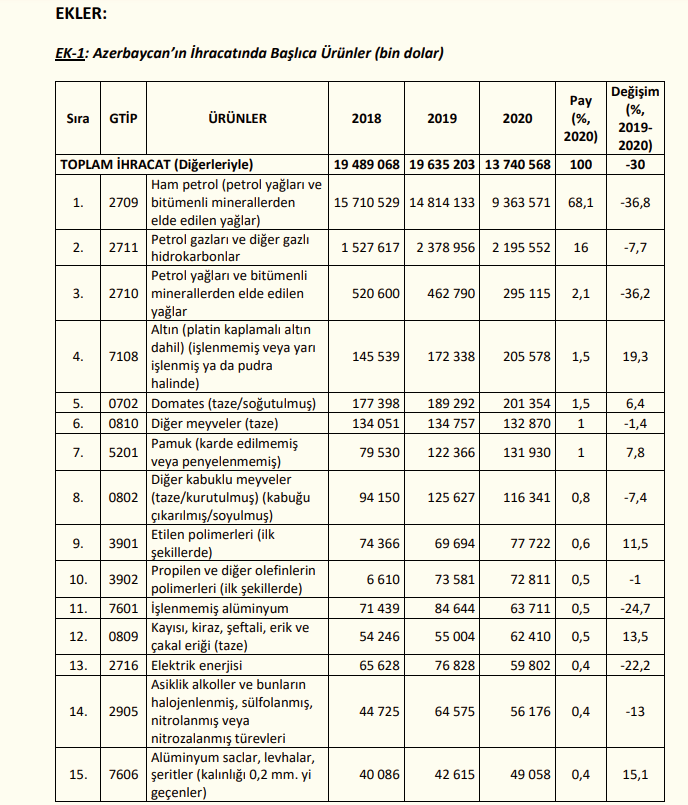 EKLER:
EK-1: Azerbaycan’ın İhracatında Başlıca Ürünler (bin dolar)
Sıra GTİP ÜRÜNLER 2018 2019 2020 Pay (%, 2020) Değişim (%, 2019-2020)
TOPLAM İHRACAT (Diğerleriyle) 19 489 068 19 635 203 13 740 568 100 -30
1. 2709 Ham petrol (petrol yağları ve
bitümenli minerallerden 15 710 529 14 814 133 9 363 571 68,1 -36,8
elde edilen yağlar)
2. 2711 Petrol gazları ve diğer gazlı 1 527 617 2 378 956 2 195 552 16 -7,7
hidrokarbonlar
Petrol yağları ve bitümenli
3. 2710 minerallerden elde edilen 520 600 462 790 295 115 2,1 -36,2
yağlar
Altın (platin kaplamalı altın
4. 7108 dahil) (işlenmemiş veya yarı 145 539 172 338 205 578 1,5 19,3
işlenmiş ya da pudra
halinde)
5. 0702 Domates (taze/soğutulmuş) 177 398 189 292 201 354 1,5 6,4
6. 0810 Diğer meyveler (taze) 134 051 134 757 132 870 1 -1,4
7. 5201 Pamuk (karde edilmemiş 79 530 122 366 131 930 1 7,8
veya penyelenmemiş)
Diğer kabuklu meyveler
8. 0802 (taze/kurutulmuş) (kabuğu 94 150 125 627 116 341 0,8 -7,4
çıkarılmış/soyulmuş)
9. 3901 Etilen polimerleri (ilk 74 366 69 694 77 722 0,6 11,5
şekillerde)
10. 3902 Propilen ve diğer olefinlerin 6 610 73 581 72 811 0,5 -1
polimerleri (ilk şekillerde)
11. 7601 İşlenmemiş alüminyum 71 439 84 644 63 711 0,5 -24,7
12. 0809 Kayısı, kiraz, şeftali, erik ve 54 246 55 004 62 410 0,5 13,5
çakal eriği (taze)
13. 2716 Elektrik enerjisi 65 628 76 828 59 802 0,4 -22,2
Asiklik alkoller ve bunların
14. 2905 halojenlenmiş, sülfolanmış, 44 725 64 575 56 176 0,4 -13
nitrolanmış veya
nitrozalanmış türevleri
Alüminyum saclar, levhalar,
15. 7606 şeritler (kalınlığı 0,2 mm. yi 40 086 42 615 49 058 0,4 15,1
geçenler)